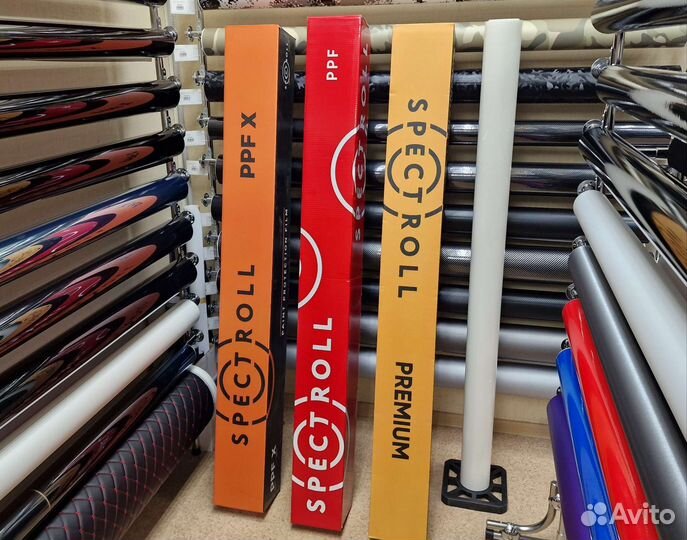 PPF X
SPECTROLL
PPF X
PAINT PROTECTION FILM
PPF
SPECTROLL
SPECTROLL
SPECTROLL
PREMIUM
Avito